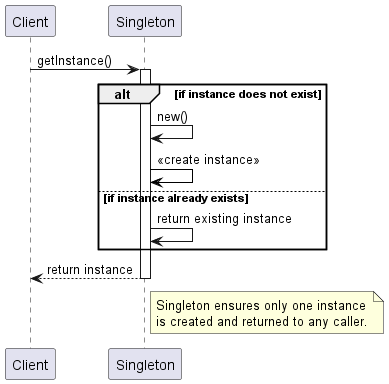 Client
Singleton
getInstance()
alt
[if instance does not exist]
new()
«create instance»
[if instance already exists]
return existing instance
return instance
Singleton ensures only one instance
is created and returned to any caller.
Client
Singleton